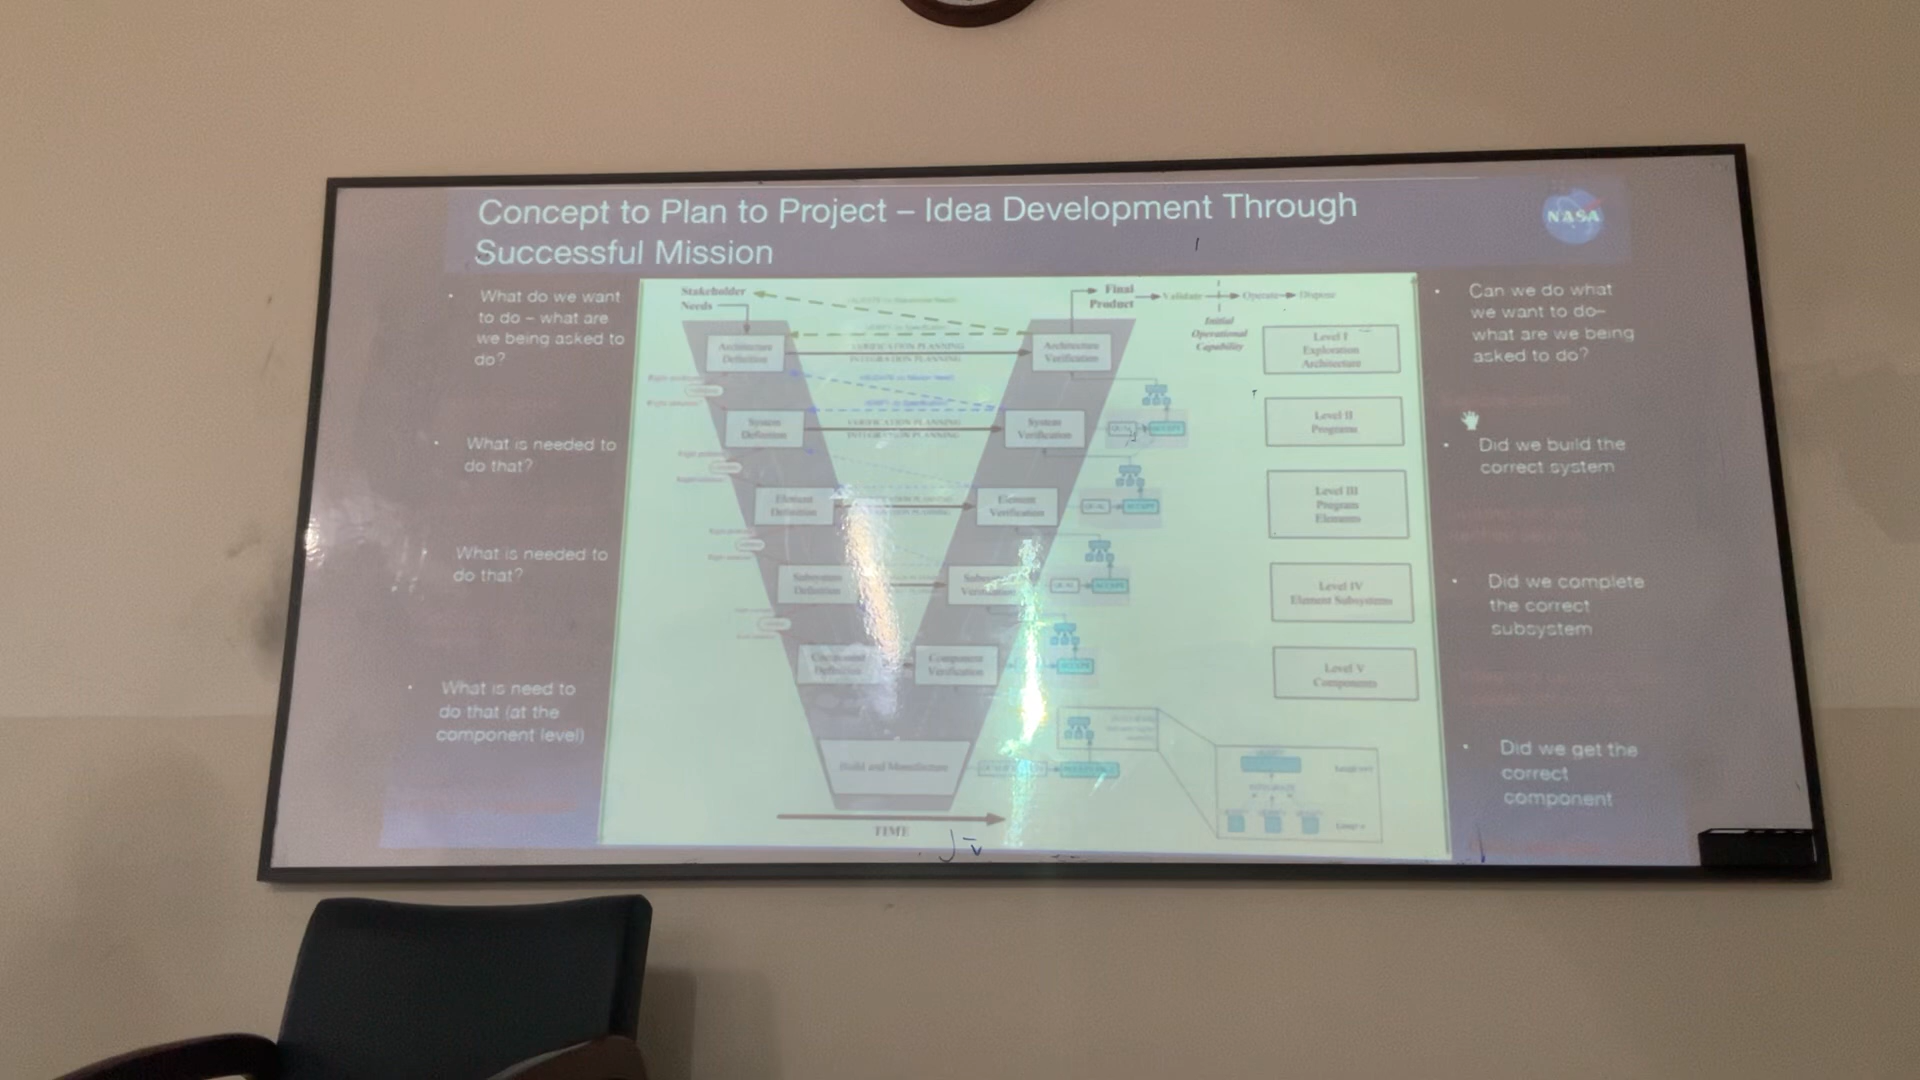 Concept to Plan to Project – Idea Development Through
Successful Mission
NASA
What do we want
to do – what are
we being asked to
do?
What is needed to
do that?
What is needed to
do that?
What is need to
do that (at the
component level)
Stakeholder
Needs
Final
Product
Validate
Operate
Dispose
Initial
Operational
Capability
Architecture
Definition
VERIFICATION PLANNING
INTEGRATION PLANNING
Architecture
Verification
System
Definition
VERIFICATION PLANNING
INTEGRATION PLANNING
System
Verification
QUAL
ACCEPT
Element
Definition
Element
Verification
QUAL
ACCEPT
Subsystem
Definition
QUAL
ACCEPT
Component
Verification
ACCEPT
Build and Manufacture
TIME
Level I
Exploration
Architecture
Level II
Programs
Level III
Program
Elements
Level IV
Element Subsystems
Level V
Components
Can we do what
we want to do–
what are we being
asked to do?
Did we build the
correct system
Did we complete
the correct
subsystem
Did we get the
correct
component